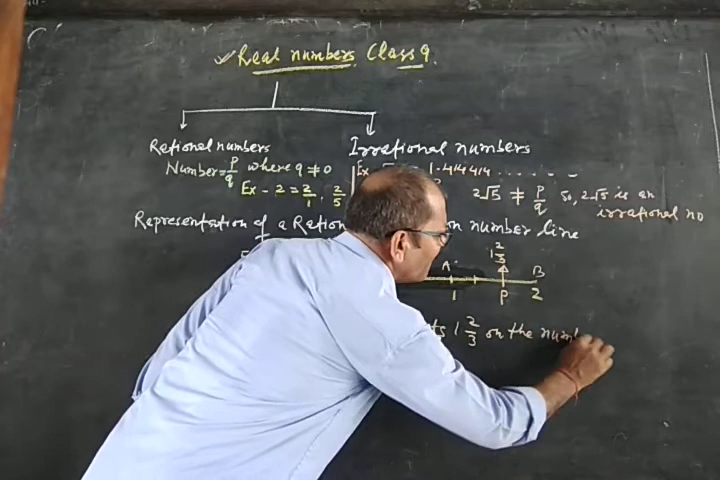 ✓ Real numbers Class 9.
Rational numbers Irrational numbers
Number = p/q where q ≠ 0 Ex 1.414414 . . . . . .
Ex - 2 = 2/1, 2/5 2√5 ≠ p/q So, 2√5 is an
irrational no
Representation of a on number line
1 2/3
A B
1 P 2
1 2/3 on the